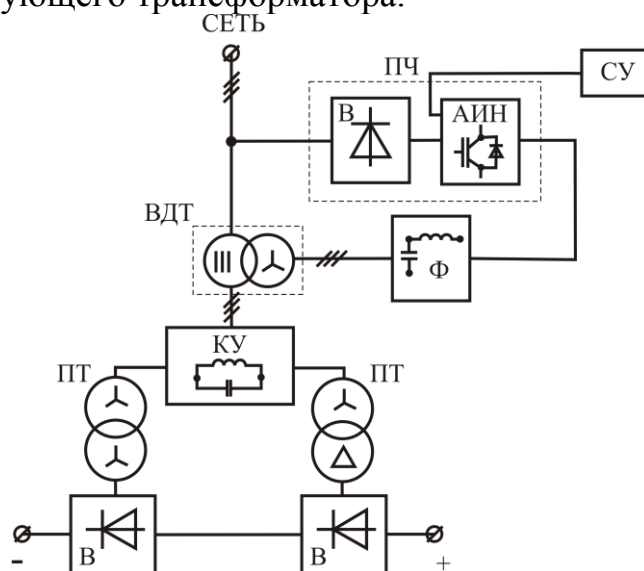 ующего трансформатора.
СЕТЬ
ПЧ
СУ
В
АИН
ВДТ
Ф
КУ
ПТ
ПТ
В
В
-
+